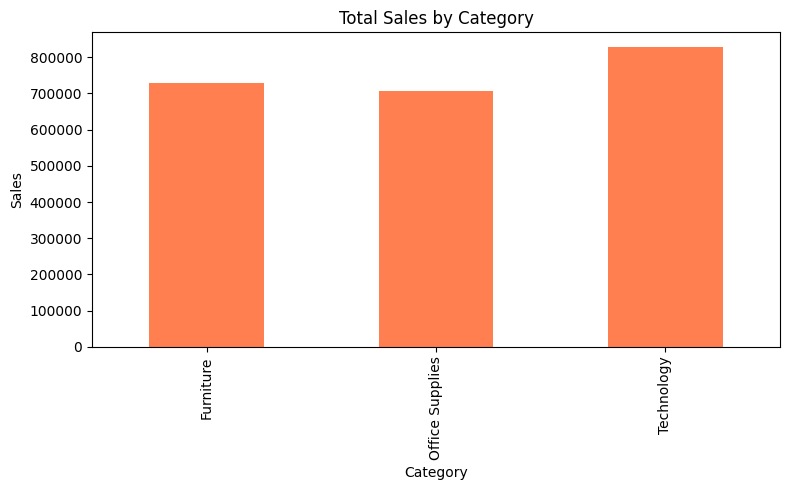 Total Sales by Category
Sales
800000
700000
600000
500000
400000
300000
200000
100000
0
Furniture
Office Supplies
Technology
Category